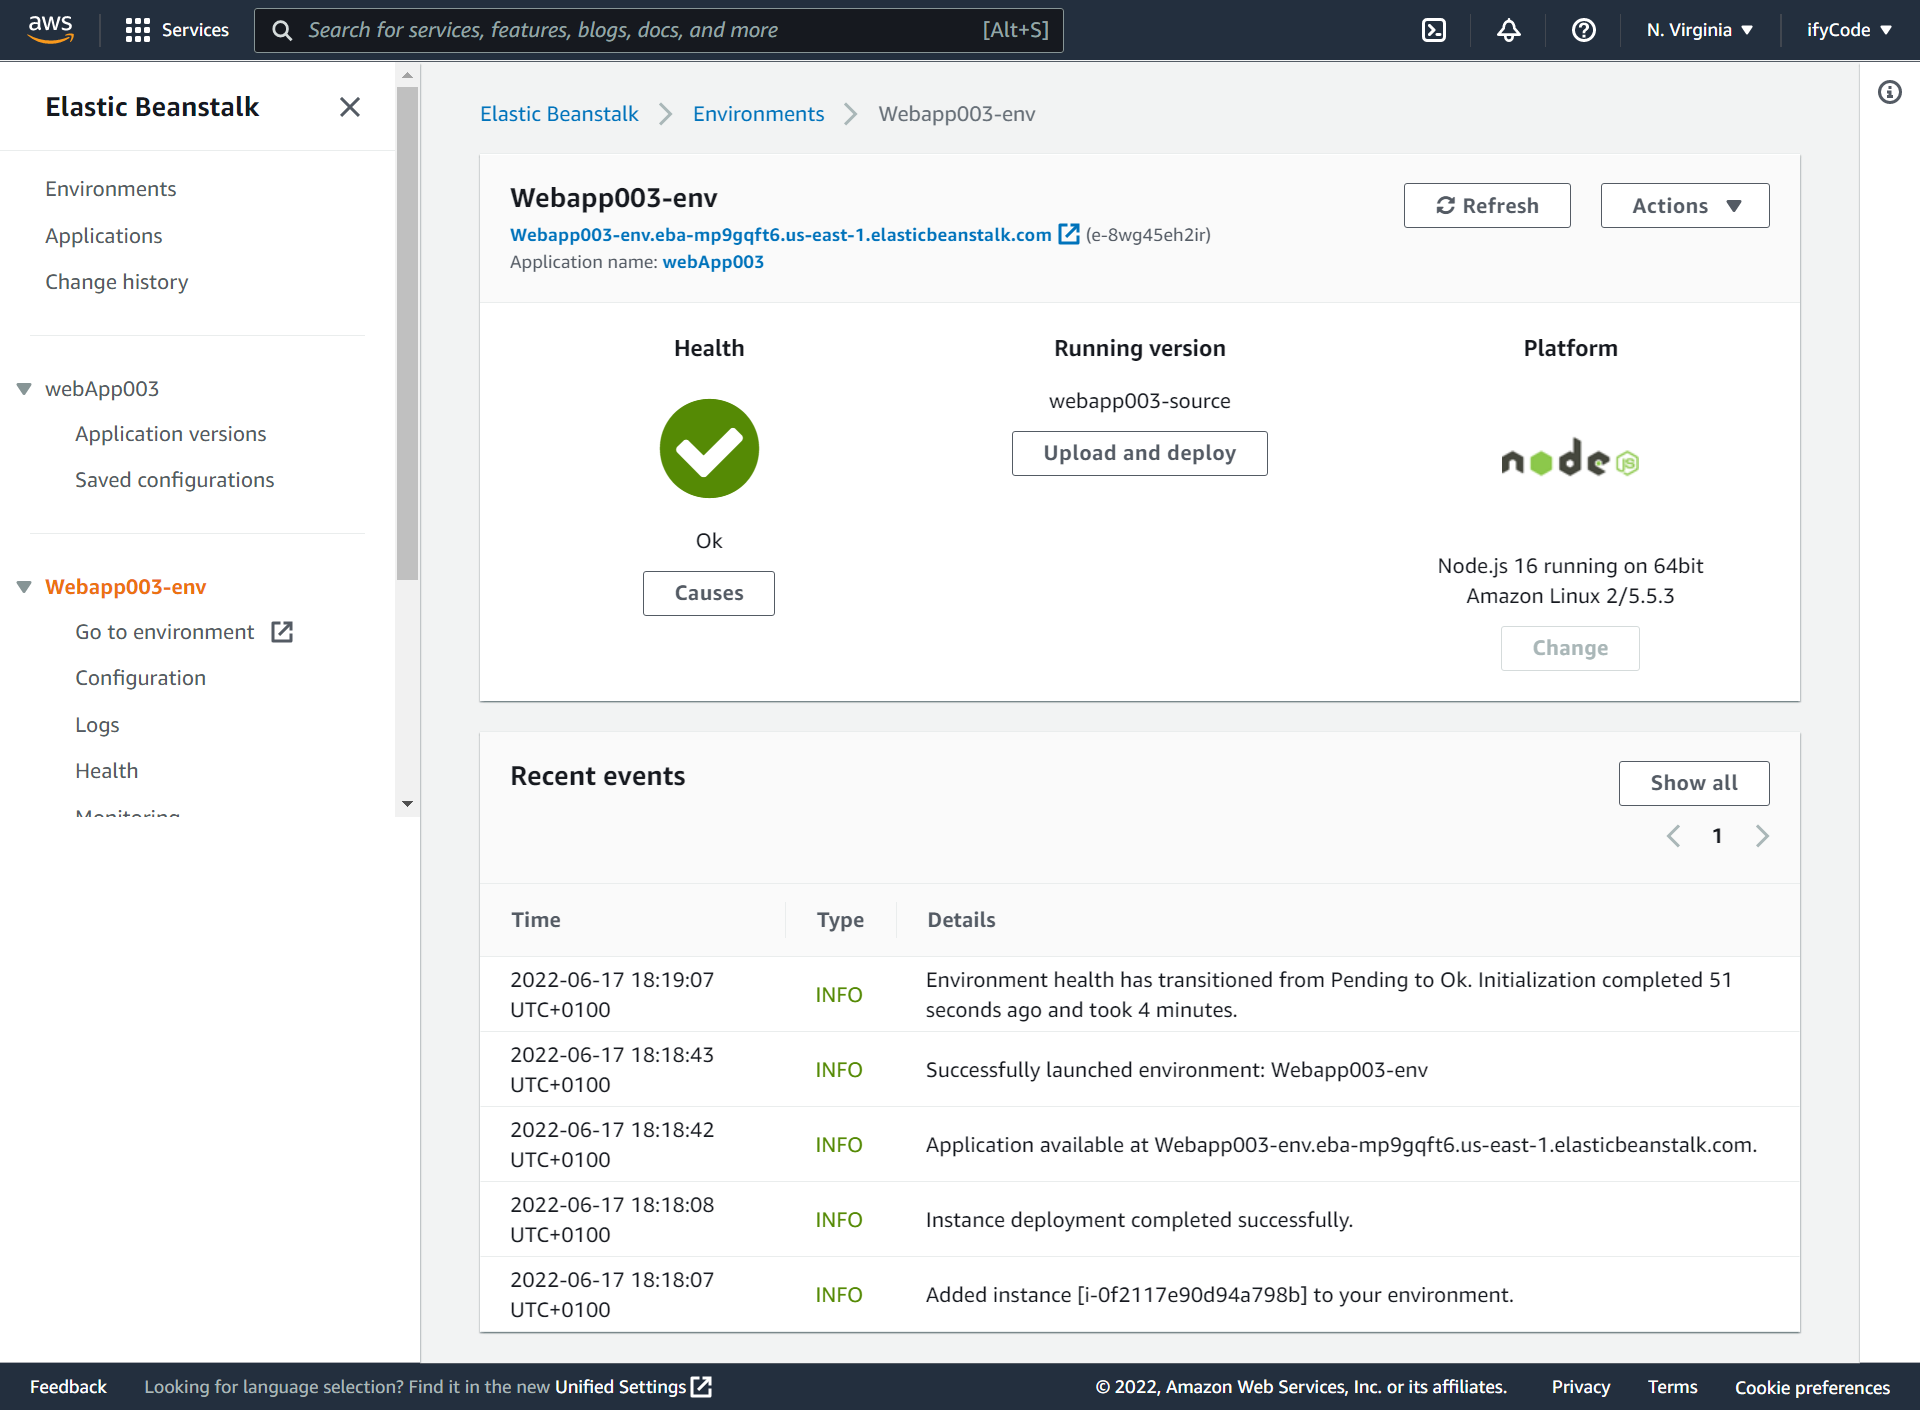 aws
Services
Search for services, features, blogs, docs, and more [Alt+S]
N. Virginia
ifyCode
Elastic Beanstalk
Environments
Applications
Change history
webApp003
Application versions
Saved configurations
Webapp003-env
Go to environment
Configuration
Logs
Health
Monitoring
Elastic Beanstalk
Environments
Webapp003-env
Webapp003-env
Webapp003-env.eba-mp9gqft6.us-east-1.elasticbeanstalk.com (e-8wg45eh2ir)
Application name: webApp003
Refresh
Actions
Health
Ok
Causes
Running version
webapp003-source
Upload and deploy
Platform
node JS
Node.js 16 running on 64bit
Amazon Linux 2/5.5.3
Change
Recent events
Show all
1
Time Type Details
2022-06-17 18:19:07
UTC+0100
INFO
Environment health has transitioned from Pending to Ok. Initialization completed 51
seconds ago and took 4 minutes.
2022-06-17 18:18:43
UTC+0100
INFO
Successfully launched environment: Webapp003-env
2022-06-17 18:18:42
UTC+0100
INFO
Application available at Webapp003-env.eba-mp9gqft6.us-east-1.elasticbeanstalk.com.
2022-06-17 18:18:08
UTC+0100
INFO
Instance deployment completed successfully.
2022-06-17 18:18:07
UTC+0100
INFO
Added instance [i-0f2117e90d94a798b] to your environment.
Feedback
Looking for language selection? Find it in the new Unified Settings
© 2022, Amazon Web Services, Inc. or its affiliates.
Privacy
Terms
Cookie preferences